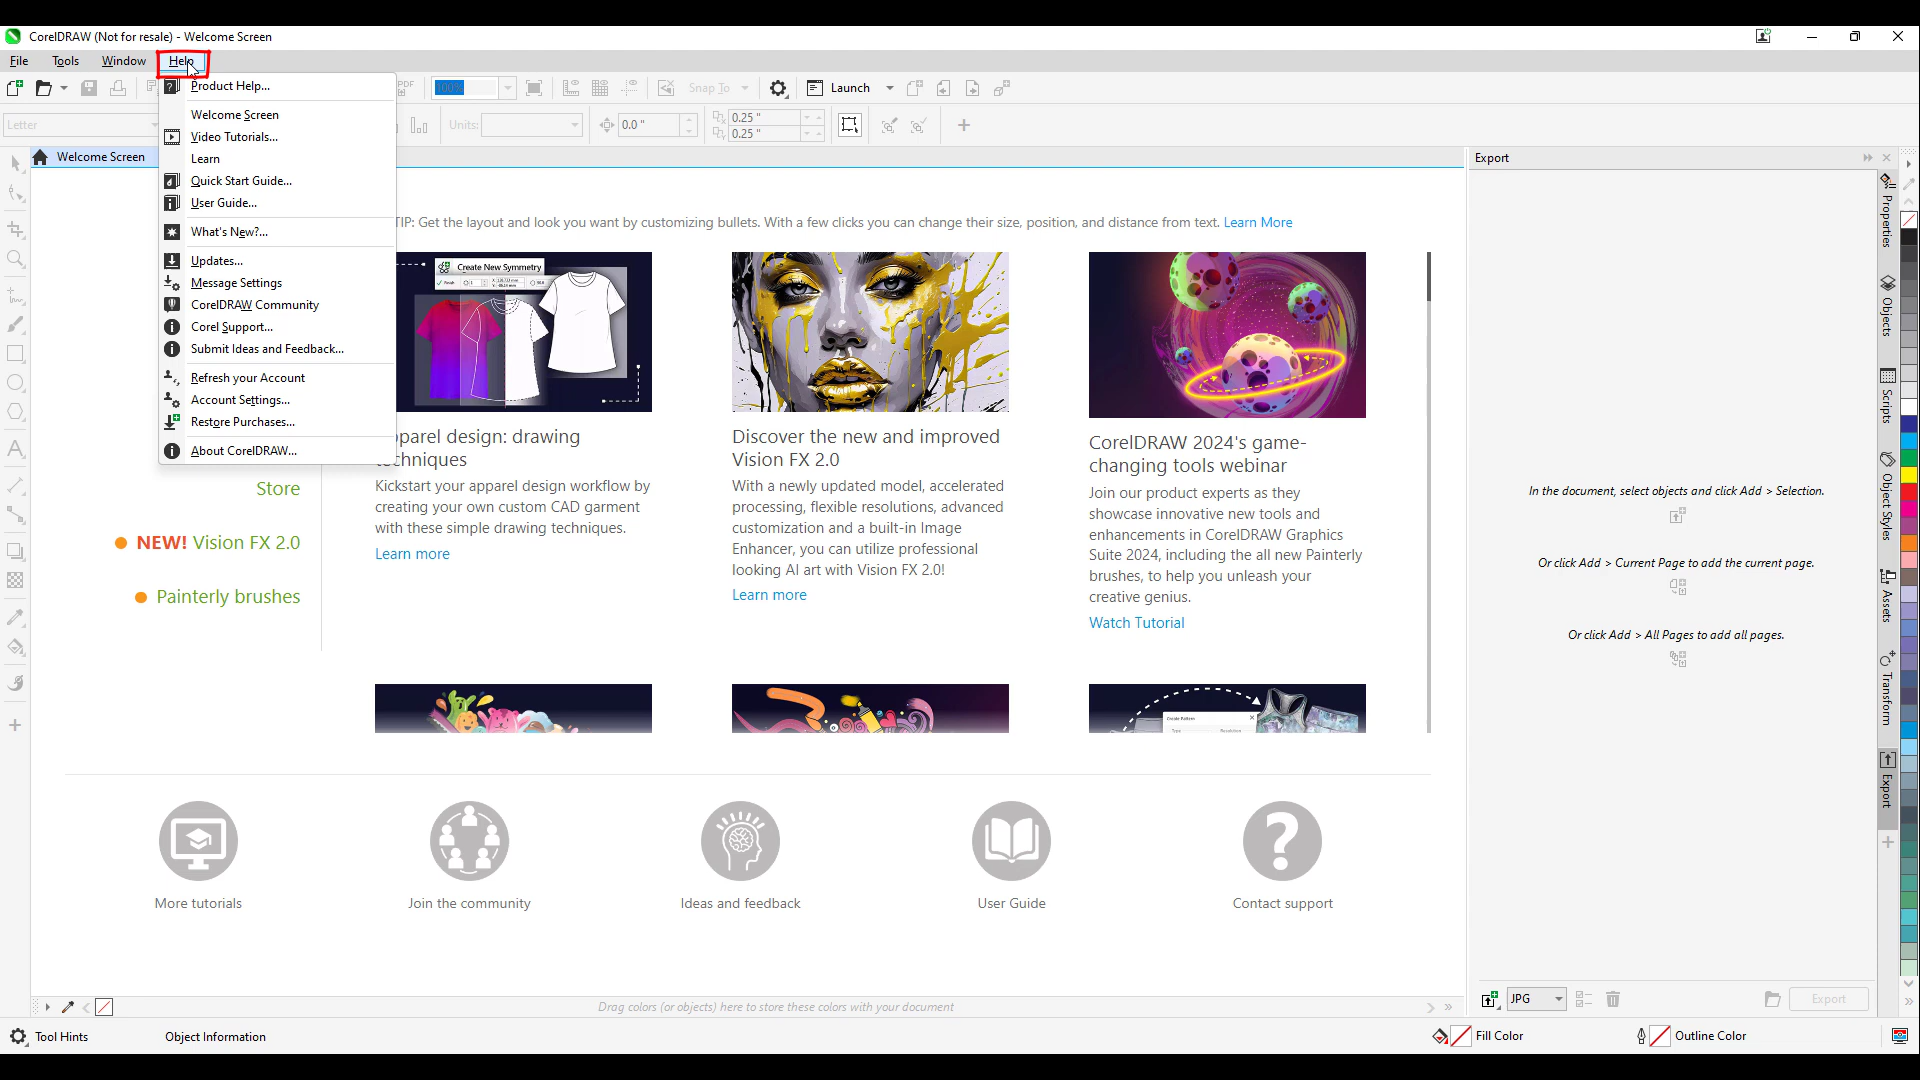 CorelDRAW (Not for resale) - Welcome Screen
File Tools Window Help
Product Help...
Welcome Screen
Video Tutorials...
Learn
Quick Start Guide...
User Guide...
What's New?...
Updates...
Message Settings
CorelDRAW Community
Corel Support...
Submit Ideas and Feedback...
Refresh your Account
Account Settings...
Restore Purchases...
About CorelDRAW...
PDF
100%
Snap To
Launch
Letter
Units:
0.0 "
0.25 "
0.25 "
Welcome Screen
TIP: Get the layout and look you want by customizing bullets. With a few clicks you can change their size, position, and distance from text. Learn More
Store
NEW! Vision FX 2.0
Painterly brushes
Create New Symmetry
parel design: drawing
techniques
Kickstart your apparel design workflow by
creating your own custom CAD garment
with these simple drawing techniques.
Learn more
Discover the new and improved
Vision FX 2.0
With a newly updated model, accelerated
processing, flexible resolutions, advanced
customization and a built-in Image
Enhancer, you can utilize professional
looking AI art with Vision FX 2.0!
Learn more
CorelDRAW 2024's game-
changing tools webinar
Join our product experts as they
showcase innovative new tools and
enhancements in CorelDRAW Graphics
Suite 2024, including the all new Painterly
brushes, to help you unleash your
creative genius.
Watch Tutorial
Create Pattern
Type Resolution
More tutorials
Join the community
Ideas and feedback
User Guide
Contact support
Export
In the document, select objects and click Add > Selection.
Or click Add > Current Page to add the current page.
Or click Add > All Pages to add all pages.
JPG
Export
Properties
Objects
Scripts
Object Styles
Assets
Transform
Export
Drag colors (or objects) here to store these colors with your document
Tool Hints
Object Information
Fill Color
Outline Color